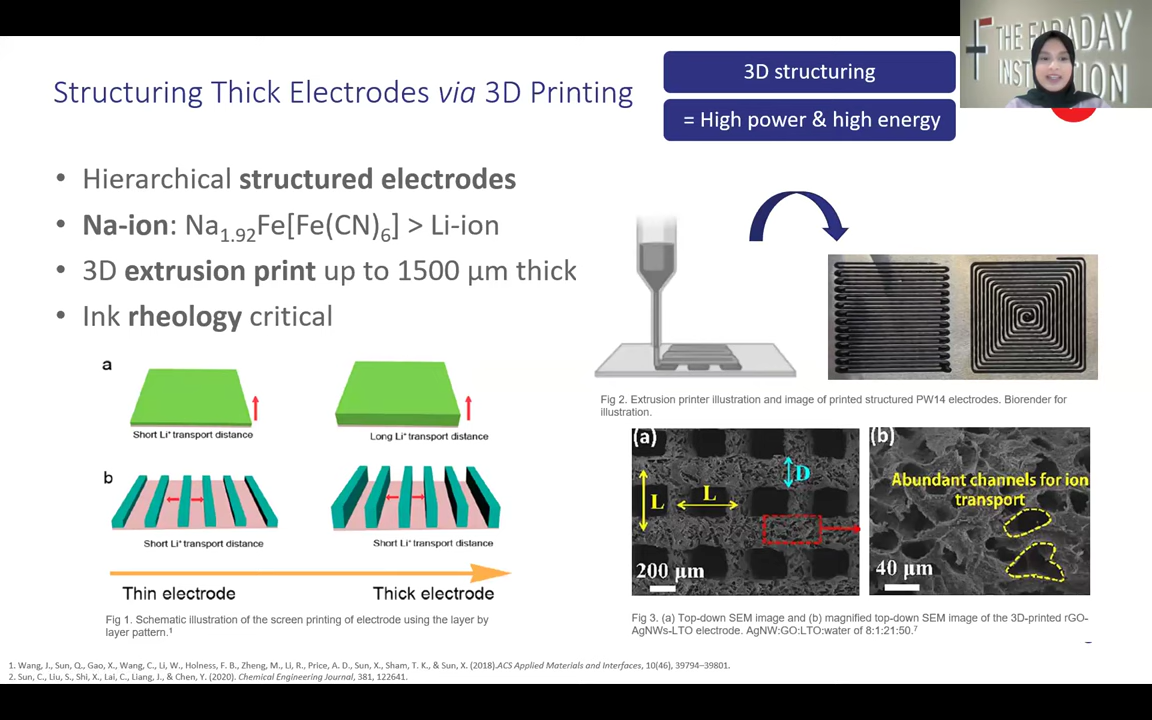 THE FARADAY
INSTITUTION
Structuring Thick Electrodes via 3D Printing
3D structuring
= High power & high energy
• Hierarchical structured electrodes
• Na-ion: Na1.92Fe[Fe(CN)6] > Li-ion
• 3D extrusion print up to 1500 µm thick
• Ink rheology critical
a
Short Li+ transport distance
Long Li+ transport distance
b
Short Li+ transport distance
Short Li+ transport distance
Thin electrode
Thick electrode
Fig 1. Schematic illustration of the screen printing of electrode using the layer by
layer pattern.1
Fig 2. Extrusion printer illustration and image of printed structured PW14 electrodes. Biorender for
illustration.
(a)
D
L
L
200 µm
(b)
Abundant channels for ion
transport
40 µm
Fig 3. (a) Top-down SEM image and (b) magnified top-down SEM image of the 3D-printed rGO-
AgNWs-LTO electrode. AgNW:GO:LTO:water of 8:1:21:50.7
1. Wang, J., Sun, Q., Gao, X., Wang, C., Li, W., Holness, F. B., Zheng, M., Li, R., Price, A. D., Sun, X., Sham, T. K., & Sun, X. (2018).ACS Applied Materials and Interfaces, 10(46), 39794–39801.
2. Sun, C., Liu, S., Shi, X., Lai, C., Liang, J., & Chen, Y. (2020). Chemical Engineering Journal, 381, 122641.